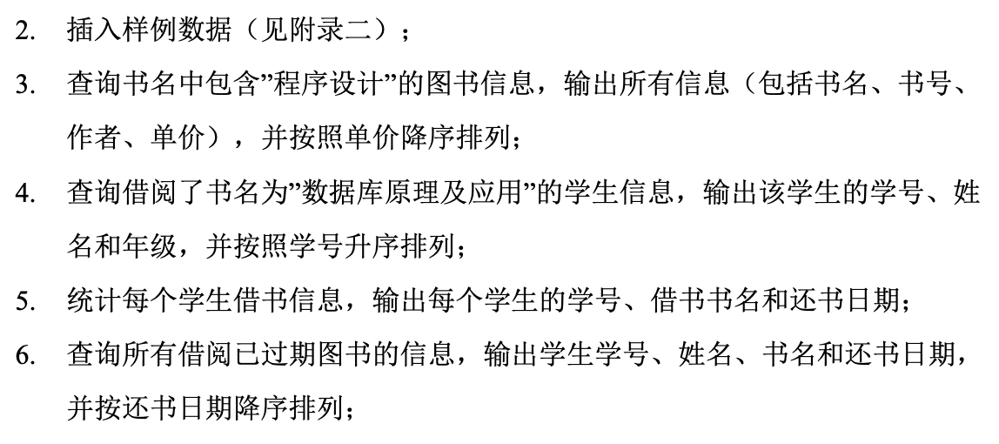 2. 插入样例数据（见附录二）；
3. 查询书名中包含”程序设计”的图书信息，输出所有信息（包括书名、书号、
作者、单价），并按照单价降序排列；
4. 查询借阅了书名为”数据库原理及应用”的学生信息，输出该学生的学号、姓
名和年级，并按照学号升序排列；
5. 统计每个学生借书信息，输出每个学生的学号、借书书名和还书日期；
6. 查询所有借阅已过期图书的信息，输出学生学号、姓名、书名和还书日期，
并按还书日期降序排列；